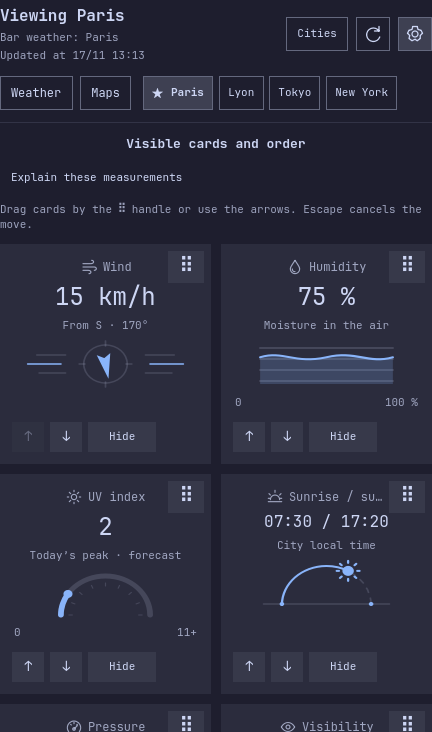 Viewing Paris
Bar weather: Paris
Updated at 17/11 13:13
Cities
Weather
Maps
★ Paris
Lyon
Tokyo
New York
Visible cards and order
Explain these measurements
Drag cards by the ⠿ handle or use the arrows. Escape cancels the
move.
Wind
15 km/h
From S · 170°
↑ ↓ Hide
Humidity
75 %
Moisture in the air
0 100 %
↑ ↓ Hide
UV index
2
Today’s peak · forecast
0 11+
↑ ↓ Hide
Sunrise / su…
07:30 / 17:20
City local time
↑ ↓ Hide
Pressure
Visibility